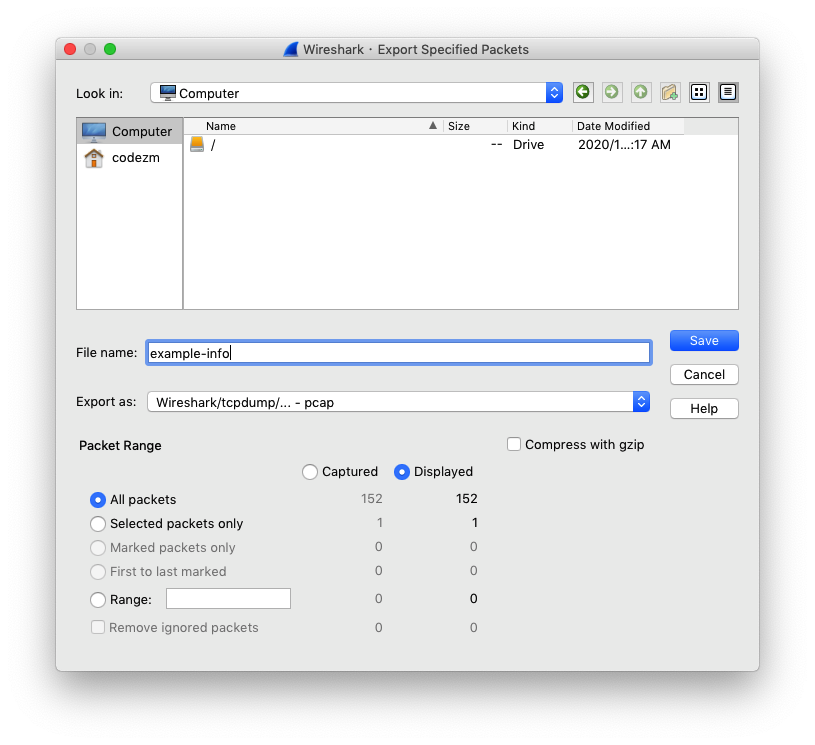 Wireshark · Export Specified Packets
Look in: Computer
Computer
codezm
Name Size Kind Date Modified
/ -- Drive 2020/1...:17 AM
File name: example-info
Save
Cancel
Export as: Wireshark/tcpdump/... - pcap
Help
Packet Range
Compress with gzip
Captured Displayed
All packets 152 152
Selected packets only 1 1
Marked packets only 0 0
First to last marked 0 0
Range: 0 0
Remove ignored packets 0 0